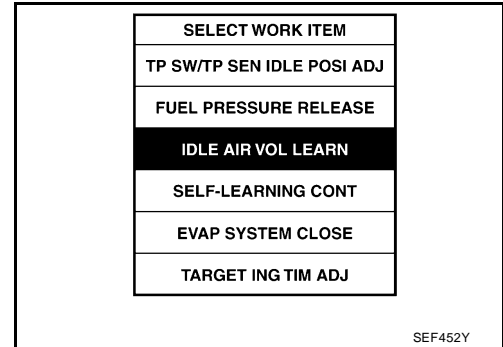 SELECT WORK ITEM
TP SW/TP SEN IDLE POSI ADJ
FUEL PRESSURE RELEASE
IDLE AIR VOL LEARN
SELF-LEARNING CONT
EVAP SYSTEM CLOSE
TARGET ING TIM ADJ
SEF452Y